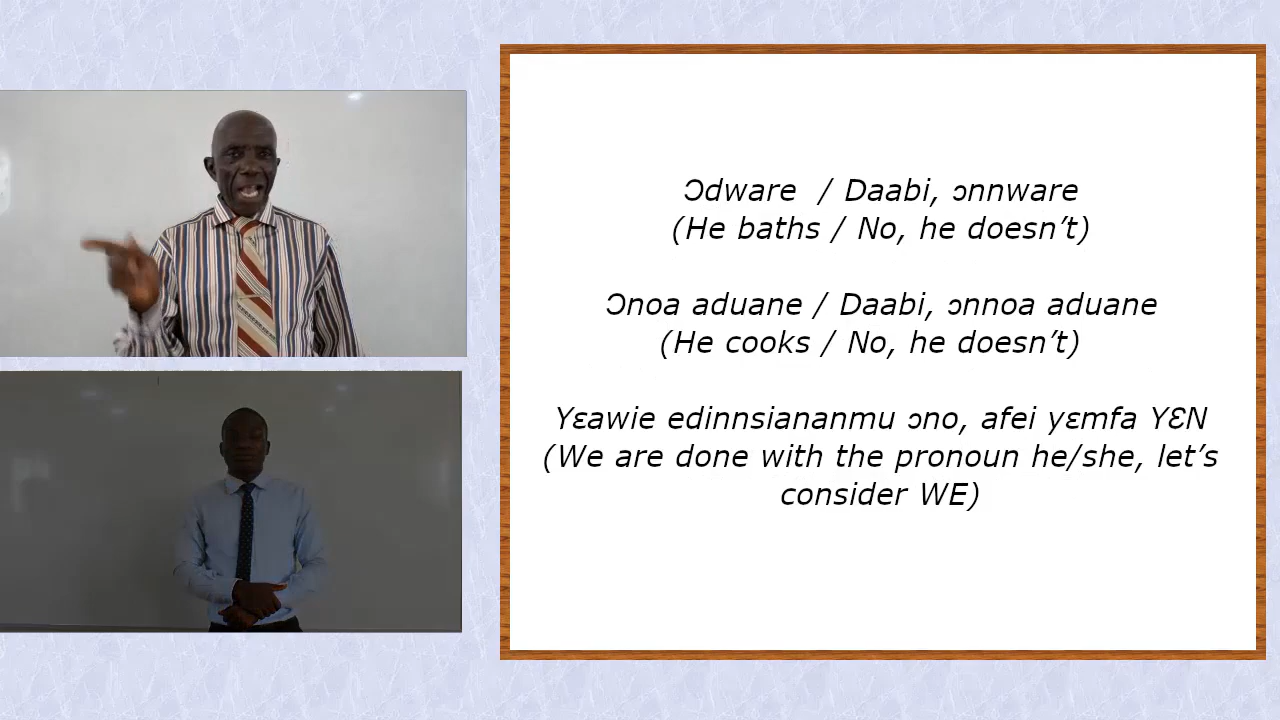 Ɔdware / Daabi, ɔnnware
(He baths / No, he doesn’t)
Ɔnoa aduane / Daabi, ɔnnoa aduane
(He cooks / No, he doesn’t)
Yɛawie edinnsiananmu ɔno, afei yɛmfa YƐN
(We are done with the pronoun he/she, let’s
consider WE)